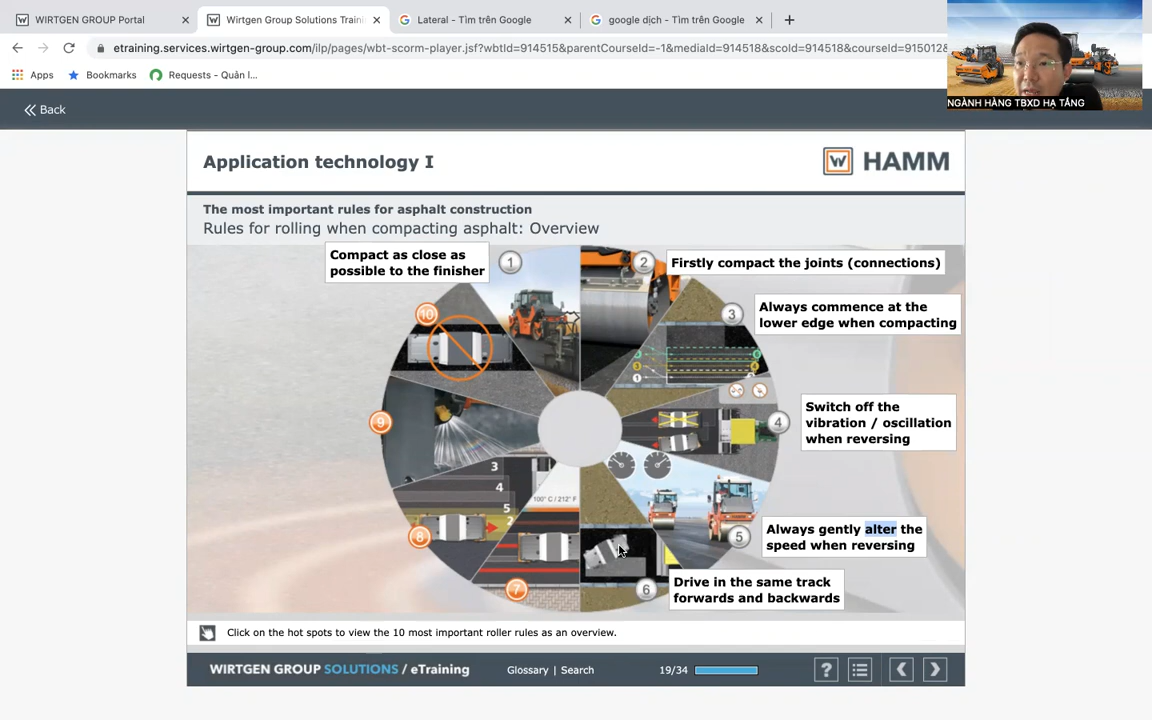 WIRTGEN GROUP Portal
Wirtgen Group Solutions Traini
Lateral - Tìm trên Google
google dịch - Tìm trên Google
etraining.services.wirtgen-group.com/ilp/pages/wbt-scorm-player.jsf?wbtId=914515&parentCourseId=-1&mediaId=914518&scoId=914518&courseId=915012&
Apps
Bookmarks
Requests - Quản l...
NGÀNH HÀNG TBXD HẠ TẦNG
Back
Application technology I
W HAMM
The most important rules for asphalt construction
Rules for rolling when compacting asphalt: Overview
Compact as close as
possible to the finisher
1
2
Firstly compact the joints (connections)
3
Always commence at the
lower edge when compacting
10
9
4
Switch off the
vibration / oscillation
when reversing
3
4
5
2
100° C / 212° F
8
5
Always gently alter the
speed when reversing
7
6
Drive in the same track
forwards and backwards
Click on the hot spots to view the 10 most important roller rules as an overview.
WIRTGEN GROUP SOLUTIONS / eTraining
Glossary | Search
19/34
?